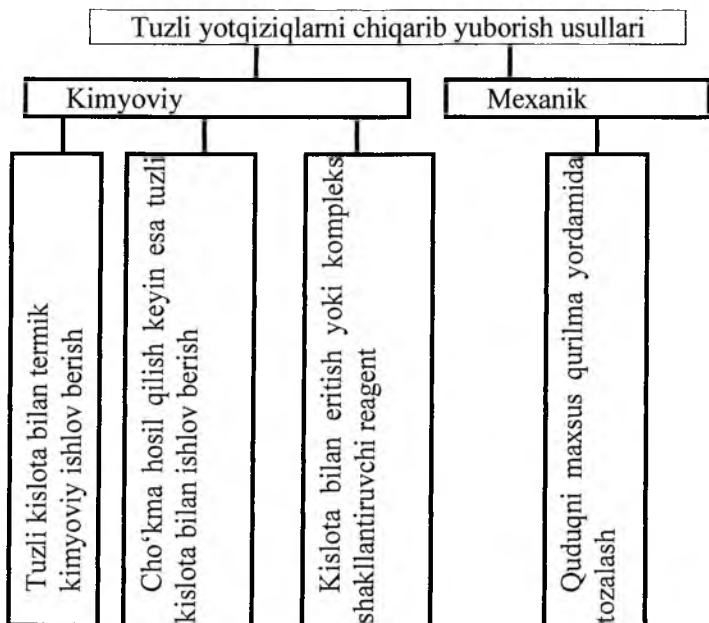 Tuzli yotqiziqlarni chiqarib yuborish usullari
Kimyoviy
Mexanik
Tuzli kislota bilan termik
kimyoviy ishlov berish
Cho‘kma hosil qilish keyin esa tuzli
kislota bilan ishlov berish
Kislota bilan eritish yoki kompleks
shakllantiruvchi reagent
Quduqni maxsus qurilma yordamida
tozalash